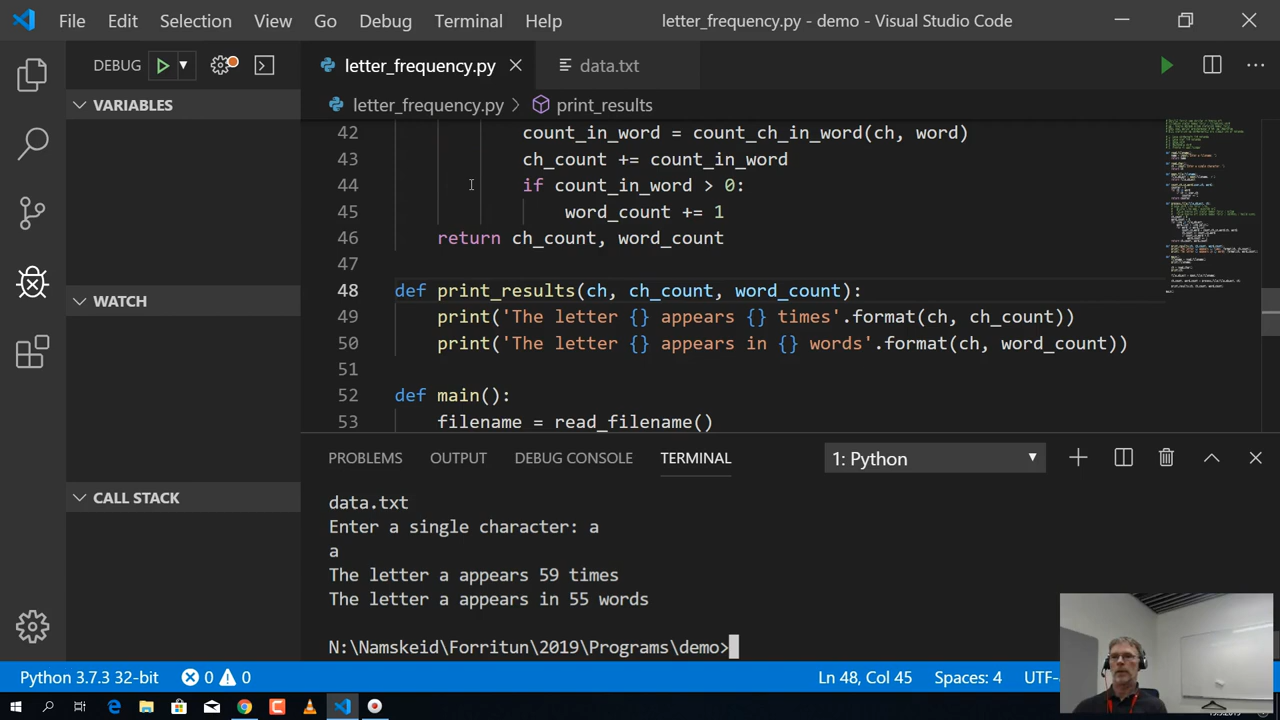 File Edit Selection View Go Debug Terminal Help letter_frequency.py - demo - Visual Studio Code
DEBUG
letter_frequency.py data.txt
VARIABLES
letter_frequency.py > print_results
42 count_in_word = count_ch_in_word(ch, word)
43 ch_count += count_in_word
44 if count_in_word > 0:
45 word_count += 1
46 return ch_count, word_count
47
48 def print_results(ch, ch_count, word_count):
49 print('The letter {} appears {} times'.format(ch, ch_count))
50 print('The letter {} appears in {} words'.format(ch, word_count))
51
52 def main():
53 filename = read_filename()
WATCH
CALL STACK
PROBLEMS OUTPUT DEBUG CONSOLE TERMINAL 1: Python
data.txt
Enter a single character: a
a
The letter a appears 59 times
The letter a appears in 55 words
N:\Namskeid\Forritun\2019\Programs\demo>
Python 3.7.3 32-bit 0 0 Ln 48, Col 45 Spaces: 4